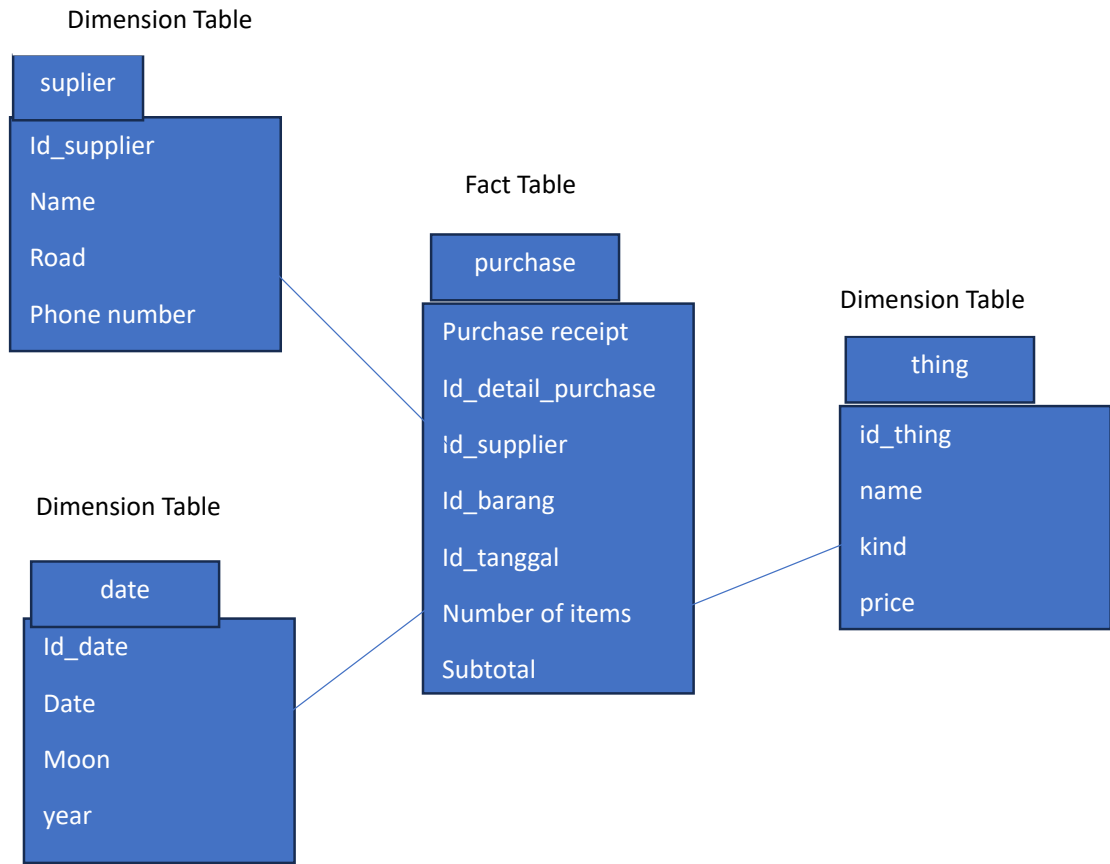 Dimension Table
suplier
Id_supplier
Name
Road
Phone number
Fact Table
purchase
Purchase receipt
Id_detail_purchase
Id_supplier
Id_barang
Id_tanggal
Number of items
Subtotal
Dimension Table
thing
id_thing
name
kind
price
Dimension Table
date
Id_date
Date
Moon
year